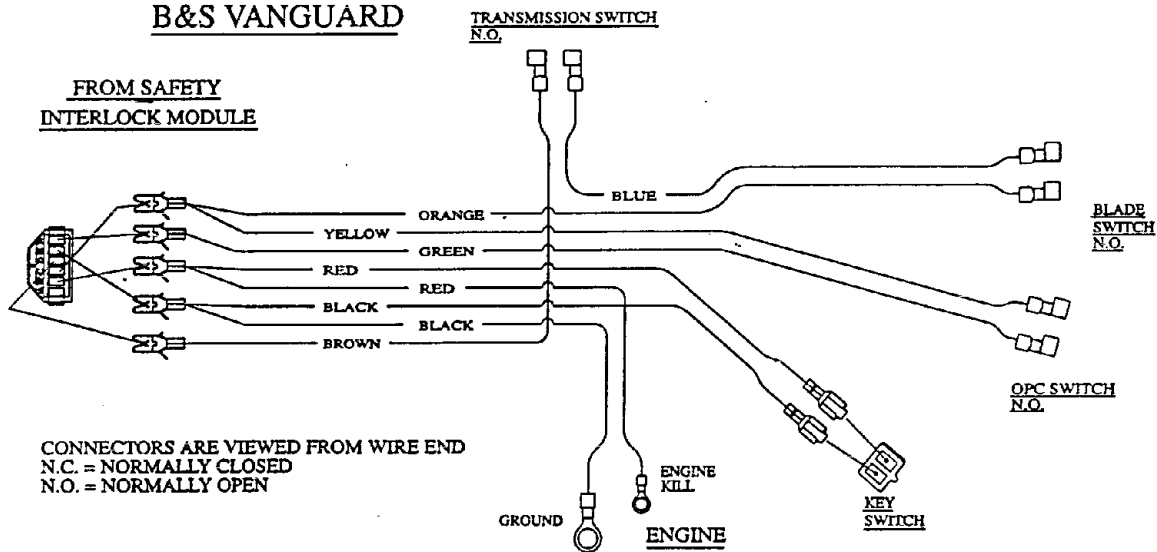 B&S VANGUARD
TRANSMISSION SWITCH
N.O.
FROM SAFETY
INTERLOCK MODULE
BLUE
ORANGE
YELLOW
GREEN
RED
RED
BLACK
BLACK
BROWN
BLADE
SWITCH
N.O.
OPC SWITCH
N.O.
CONNECTORS ARE VIEWED FROM WIRE END
N.C. = NORMALLY CLOSED
N.O. = NORMALLY OPEN
ENGINE
KILL
GROUND
ENGINE
KEY
SWITCH